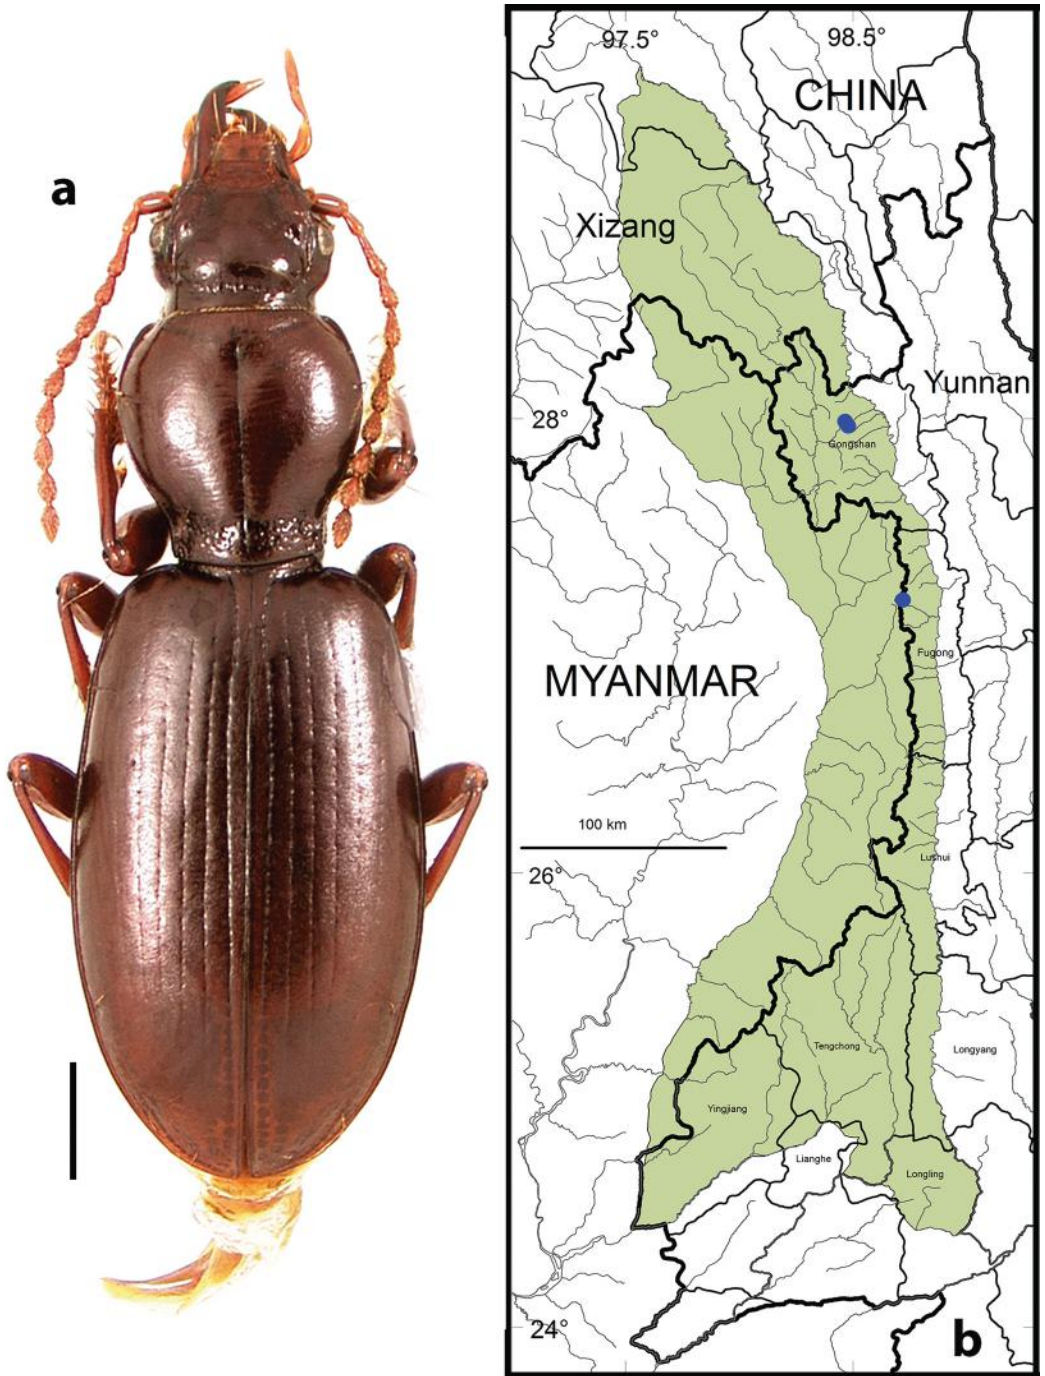 a
97.5°
98.5°
CHINA
Xizang
Yunnan
28°
Gongshan
MYANMAR
Fugong
100 km
Lushui
26°
Tengchong
Longyang
Yingjiang
Lianghe
Longling
24°
b